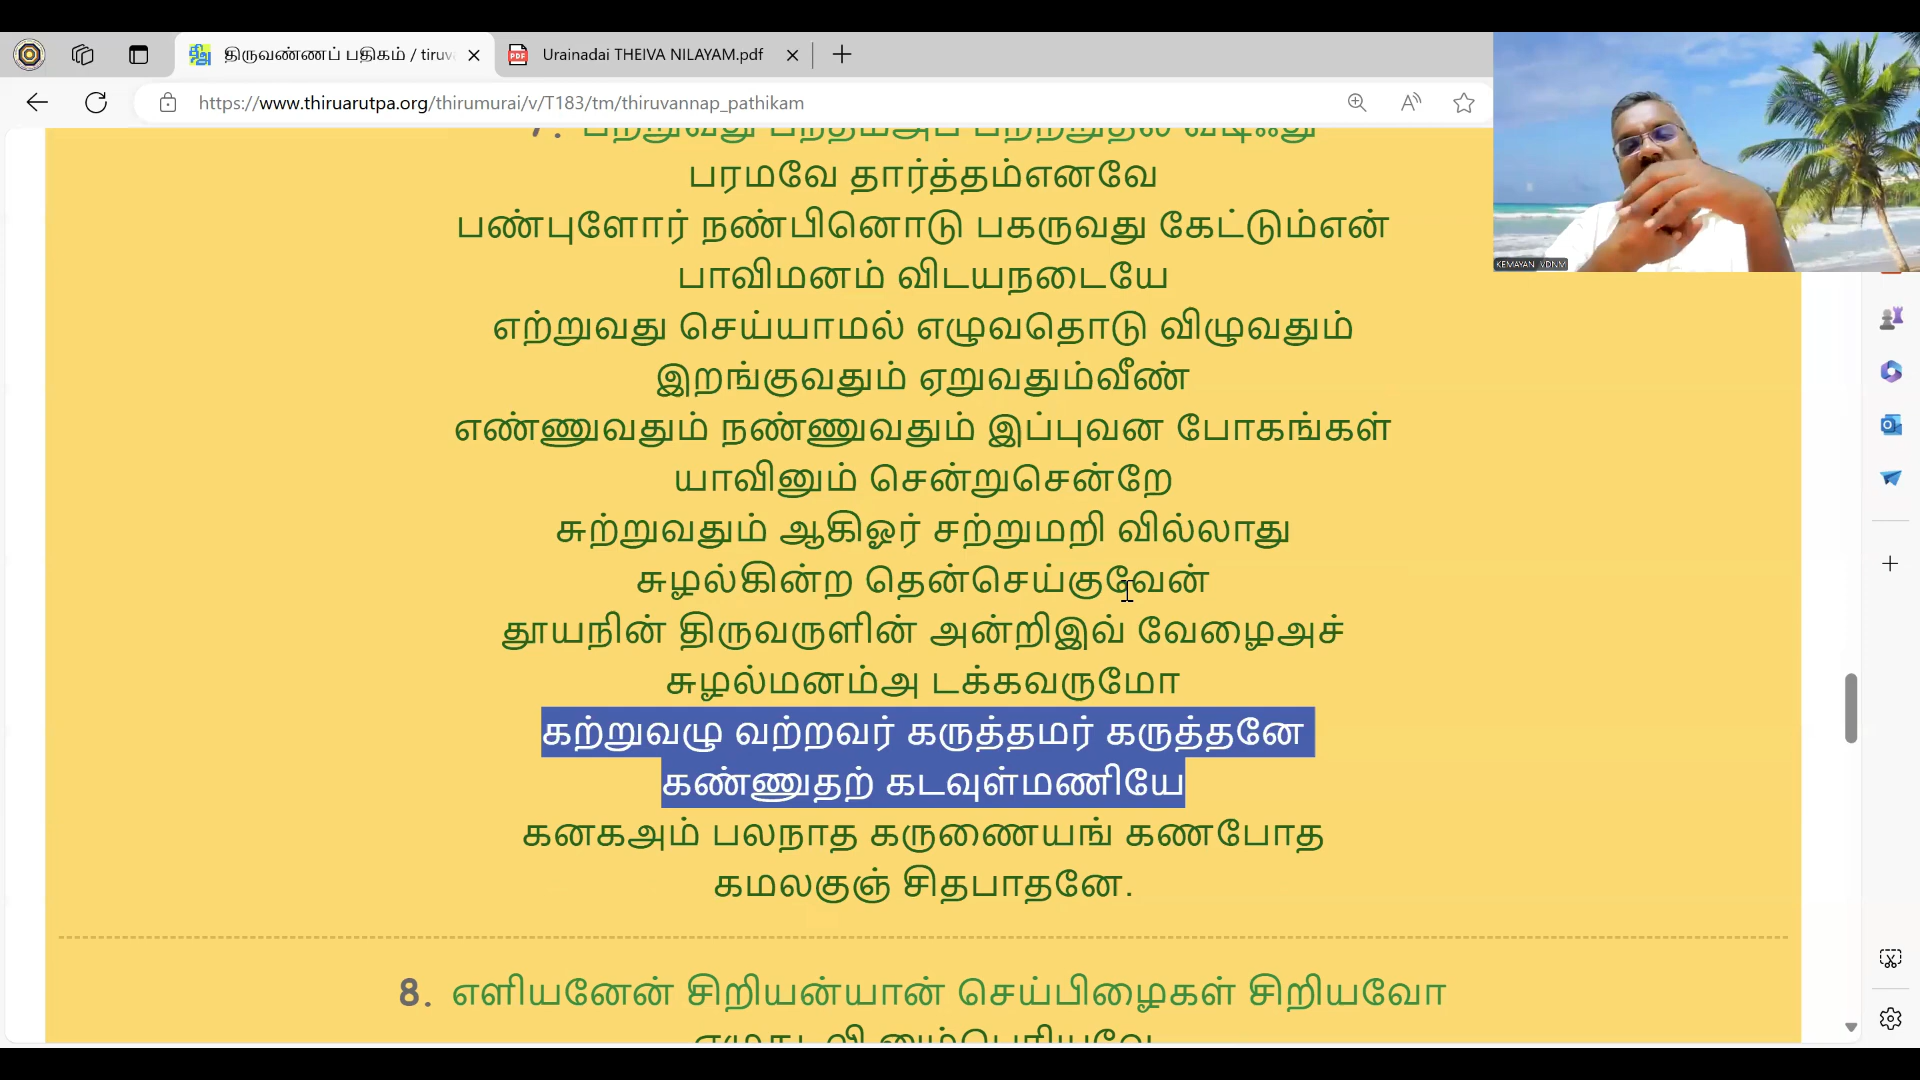 திருவண்ணப் பதிகம் / tiruva
Urainadai THEIVA NILAYAM.pdf
https://www.thiruarutpa.org/thirumurai/v/T183/tm/thiruvannap_pathikam
KEMAYAN VDNM
பரமவே தார்த்தம்எனவே
பண்புளோர் நண்பினொடு பகருவது கேட்டும்என்
பாவிமனம் விடயநடையே
எற்றுவது செய்யாமல் எழுவதொடு விழுவதும்
இறங்குவதும் ஏறுவதும்வீண்
எண்ணுவதும் நண்ணுவதும் இப்புவன போகங்கள்
யாவினும் சென்றுசென்றே
சுற்றுவதும் ஆகிஓர் சற்றுமறி வில்லாது
சுழல்கின்ற தென்செய்குவேன்
தூயநின் திருவருளின் அன்றிஇவ் வேழைஅச்
சுழல்மனம்அ டக்கவருமோ
கற்றுவழு வற்றவர் கருத்தமர் கருத்தனே
கண்ணுதற் கடவுள்மணியே
கனகஅம் பலநாத கருணையங் கணபோத
கமலகுஞ் சிதபாதனே.
8. எளியனேன் சிறியன்யான் செய்பிழைகள் சிறியவோ